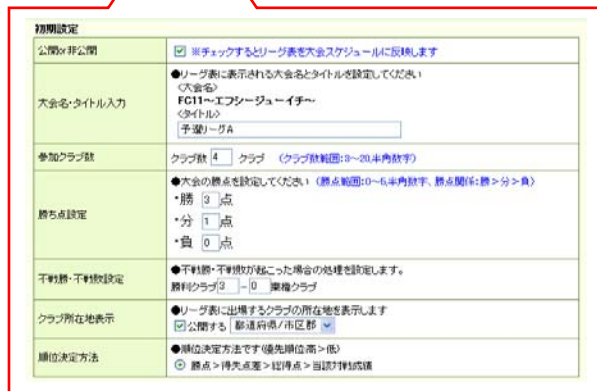 初期設定
公開or非公開
※チェックするとリーグ表を大会スケジュールに反映します
大会名・タイトル入力
●リーグ表に表示される大会名とタイトルを設定してください
<大会名>
FC11~エフシージューイチ~
<タイトル>
予選リーグA
参加クラブ数
クラブ数 4 クラブ (クラブ数範囲:3~20,半角数字)
勝ち点設定
●大会の勝点を設定してください (勝点範囲:0~6,半角数字、勝点関係:勝>分>負)
・勝 3 点
・分 1 点
・負 0 点
不戦勝・不戦敗設定
●不戦勝・不戦敗が起こった場合の処理を設定します。
勝利クラブ 3 - 0 棄権クラブ
クラブ所在地表示
●リーグ表に出場するクラブの所在地を表示します
公開する 都道府県/市区郡
順位決定方法
●順位決定方法です(優先順位:高>低)
勝点>得失点差>総得点>当該対戦成績